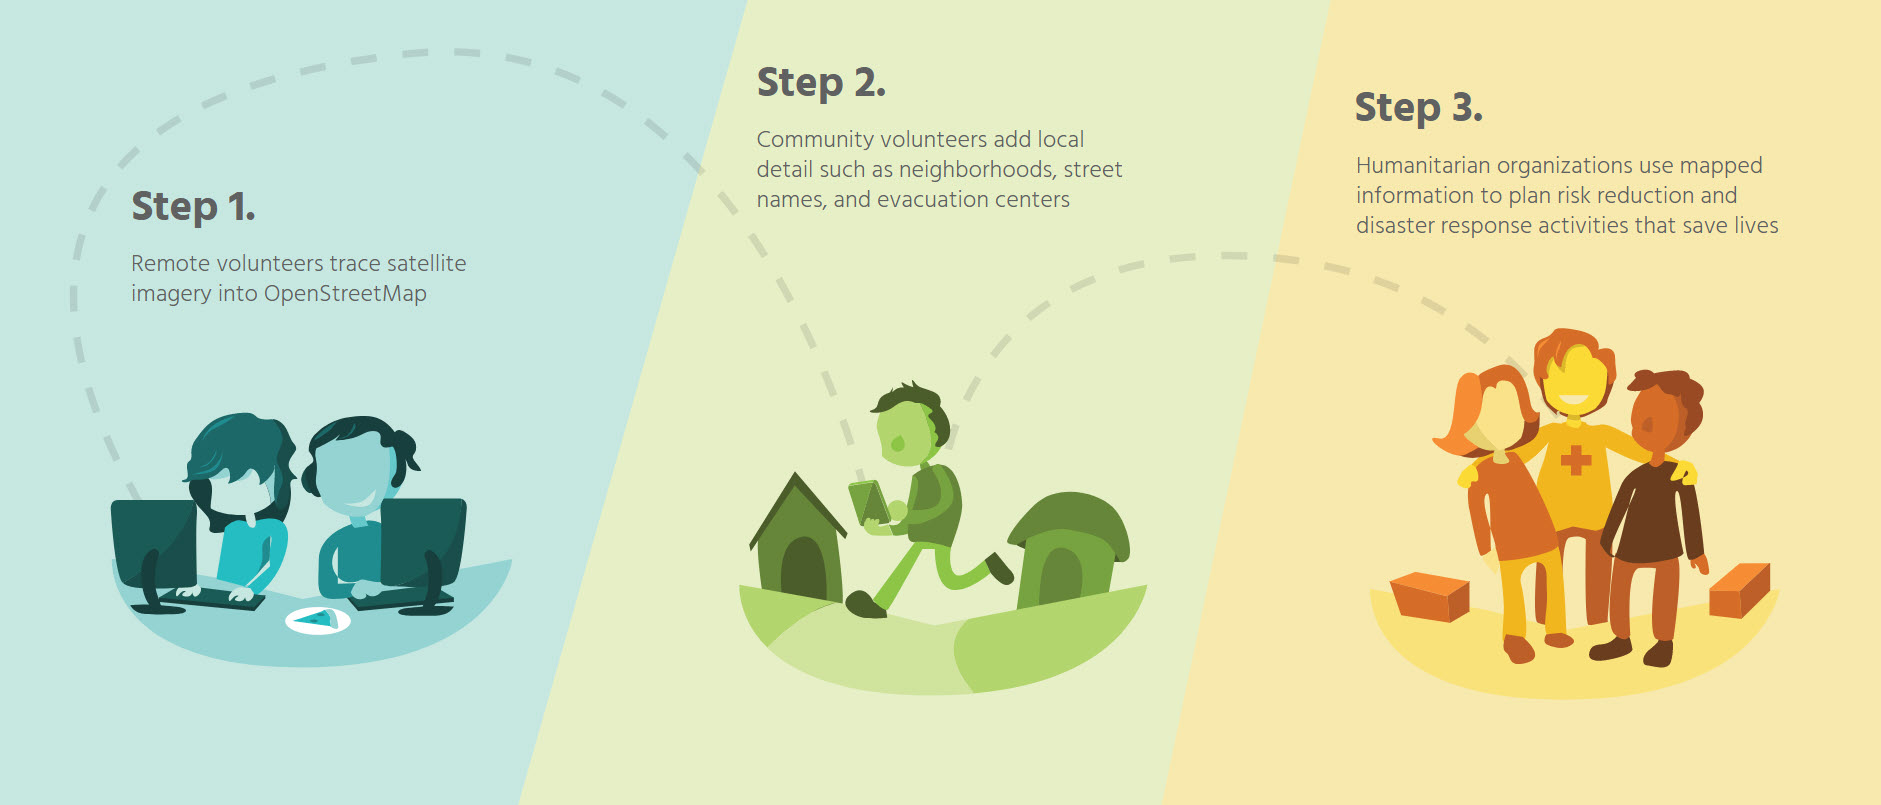 Step 1.
Remote volunteers trace satellite
imagery into OpenStreetMap
Step 2.
Community volunteers add local
detail such as neighborhoods, street
names, and evacuation centers
Step 3.
Humanitarian organizations use mapped
information to plan risk reduction and
disaster response activities that save lives